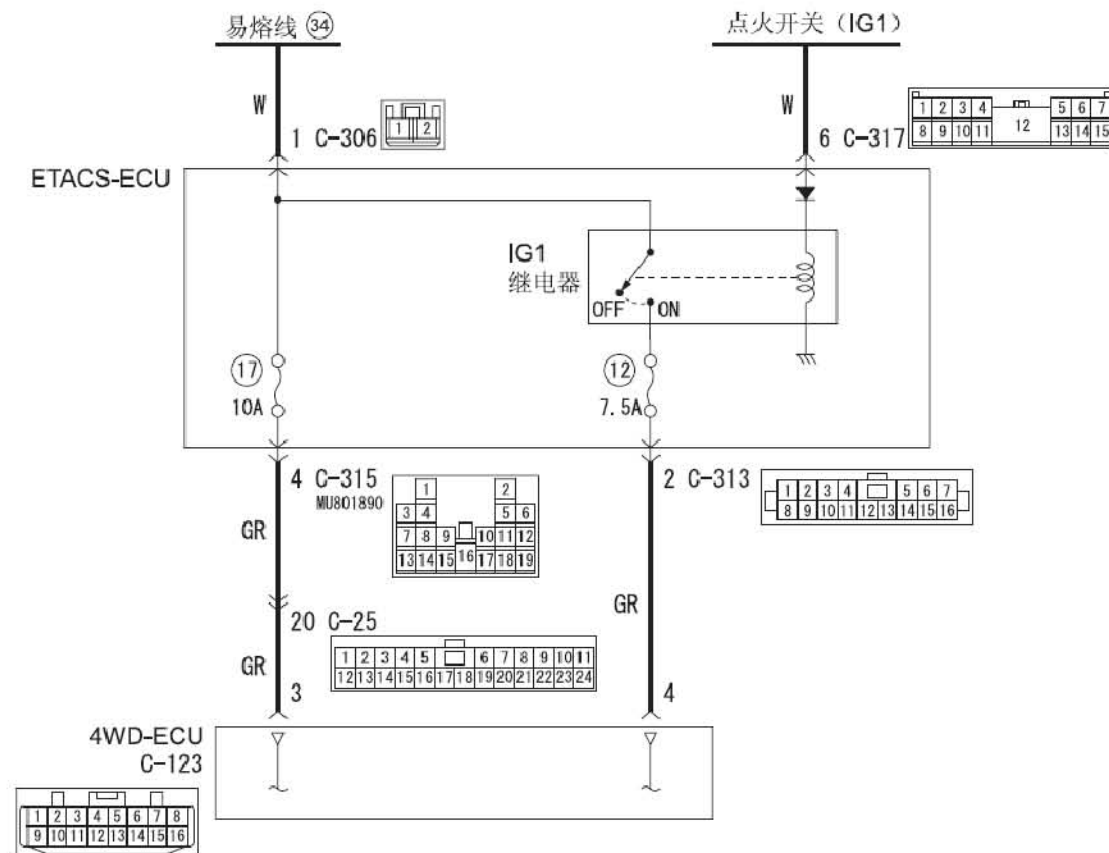 易熔线 ㉞
点火开关（IG1）
W
W
1 2 3 4 5 6 7
8 9 10 11 12 13 14 15
1 2
1 C-306
6 C-317
ETACS-ECU
IG1
继电器
OFF ON
⑰
10A
⑫
7.5A
4 C-315
MU801890
1 2
3 4 5 6
7 8 9 10 11 12
13 14 15 16 17 18 19
2 C-313
1 2 3 4 5 6 7
8 9 10 11 12 13 14 15 16
GR
GR
20 C-25
1 2 3 4 5 6 7 8 9 10 11
12 13 14 15 16 17 18 19 20 21 22 23 24
GR
3
4
4WD-ECU
C-123
1 2 3 4 5 6 7 8
9 10 11 12 13 14 15 16